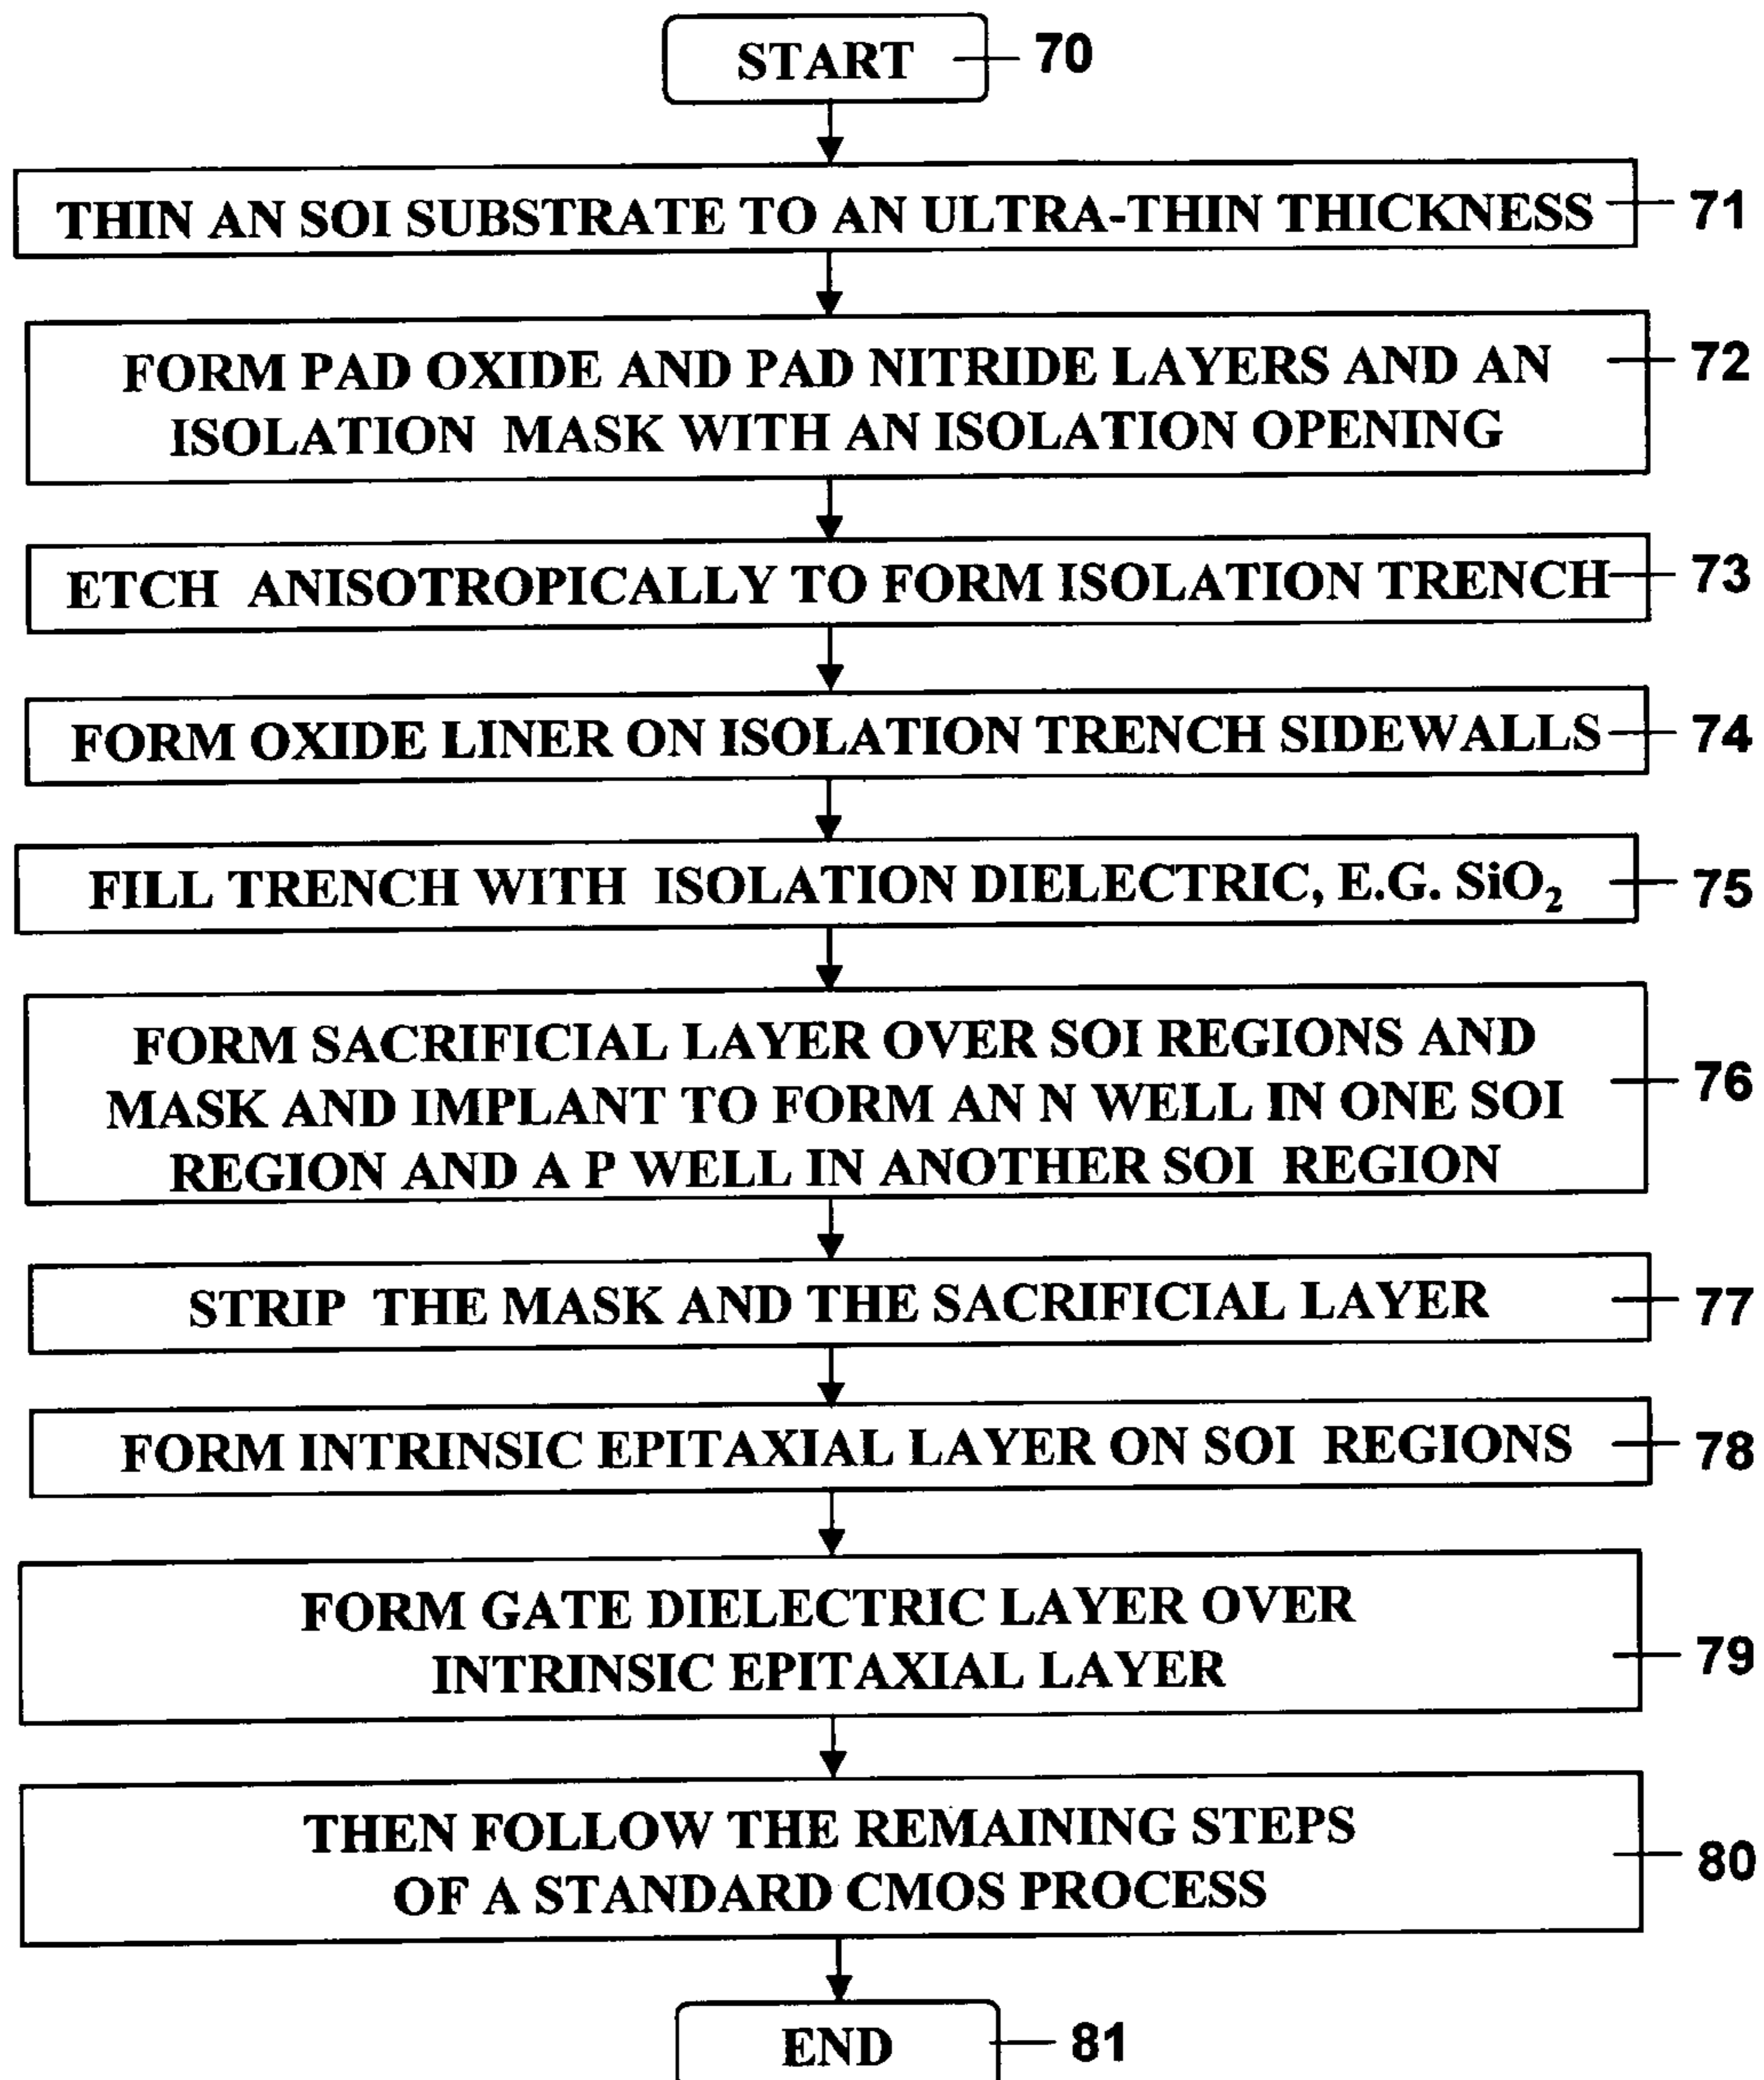 START 70
THIN AN SOI SUBSTRATE TO AN ULTRA-THIN THICKNESS 71
FORM PAD OXIDE AND PAD NITRIDE LAYERS AND AN 72
ISOLATION MASK WITH AN ISOLATION OPENING
ETCH ANISOTROPICALLY TO FORM ISOLATION TRENCH 73
FORM OXIDE LINER ON ISOLATION TRENCH SIDEWALLS 74
FILL TRENCH WITH ISOLATION DIELECTRIC, E.G. SiO₂ 75
FORM SACRIFICIAL LAYER OVER SOI REGIONS AND
MASK AND IMPLANT TO FORM AN N WELL IN ONE SOI 76
REGION AND A P WELL IN ANOTHER SOI REGION
STRIP THE MASK AND THE SACRIFICIAL LAYER 77
FORM INTRINSIC EPITAXIAL LAYER ON SOI REGIONS 78
FORM GATE DIELECTRIC LAYER OVER
INTRINSIC EPITAXIAL LAYER 79
THEN FOLLOW THE REMAINING STEPS
OF A STANDARD CMOS PROCESS 80
END 81